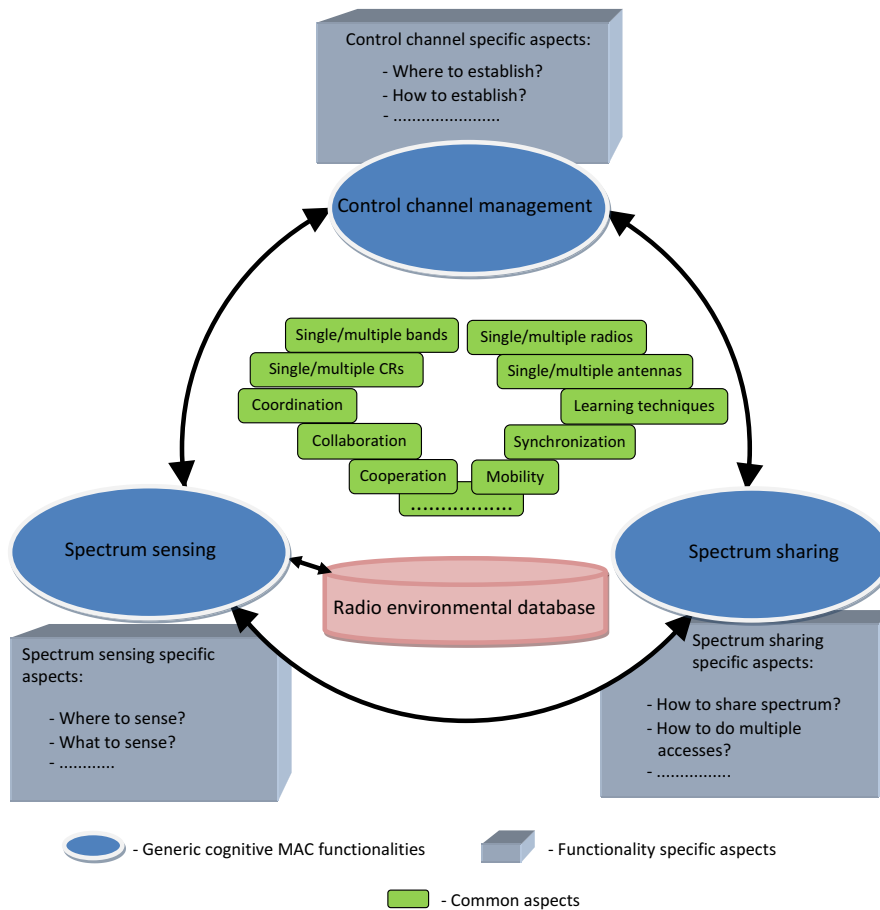 Control channel specific aspects:
- Where to establish?
- How to establish?
- .......................
Control channel management
Single/multiple bands
Single/multiple radios
Single/multiple CRs
Single/multiple antennas
Coordination
Learning techniques
Collaboration
Synchronization
Cooperation
Mobility
.................
Spectrum sensing
Spectrum sharing
Radio environmental database
Spectrum sensing specific
aspects:
- Where to sense?
- What to sense?
- ............
Spectrum sharing
specific aspects:
- How to share spectrum?
- How to do multiple
accesses?
- ................
- Generic cognitive MAC functionalities
- Functionality specific aspects
- Common aspects